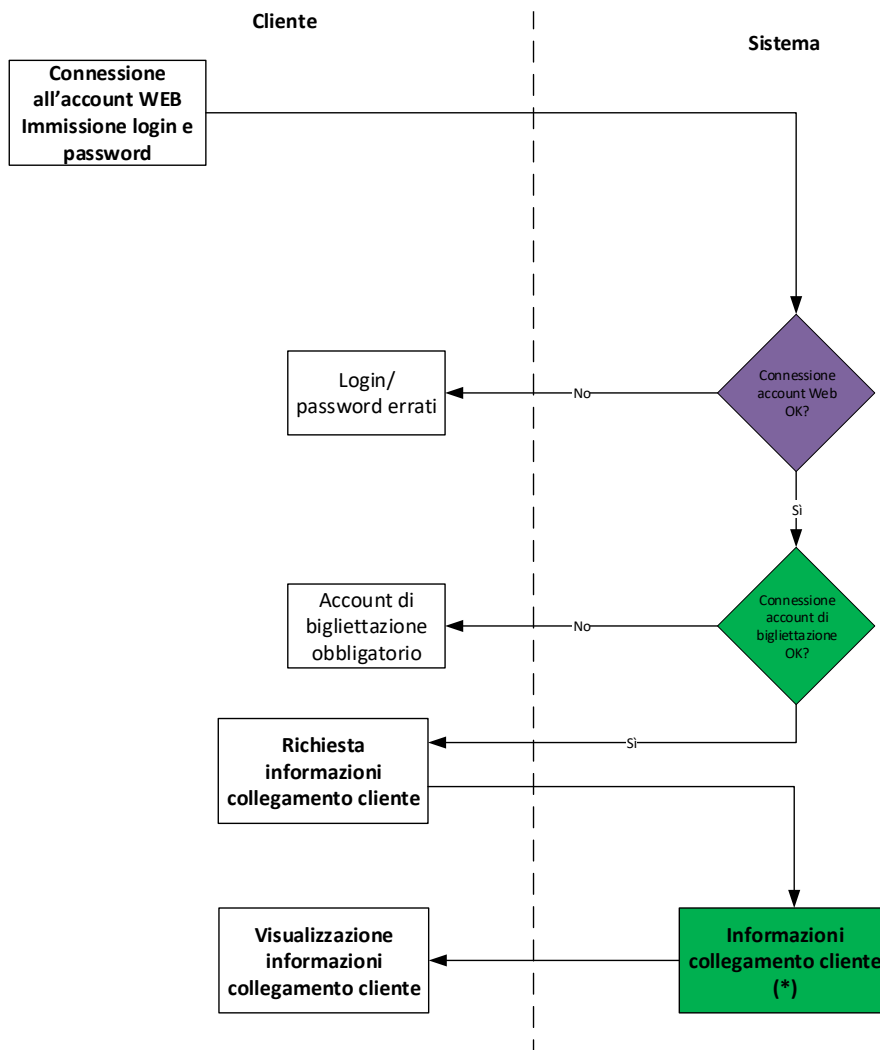 Cliente
Sistema
Connessione
all’account WEB
Immissione login e
password
Connessione
account Web
OK?
No
Login/
password errati
Sì
Connessione
account di
bigliettazione
OK?
No
Account di
bigliettazione
obbligatorio
Sì
Richiesta
informazioni
collegamento cliente
Informazioni
collegamento cliente
(*)
Visualizzazione
informazioni
collegamento cliente